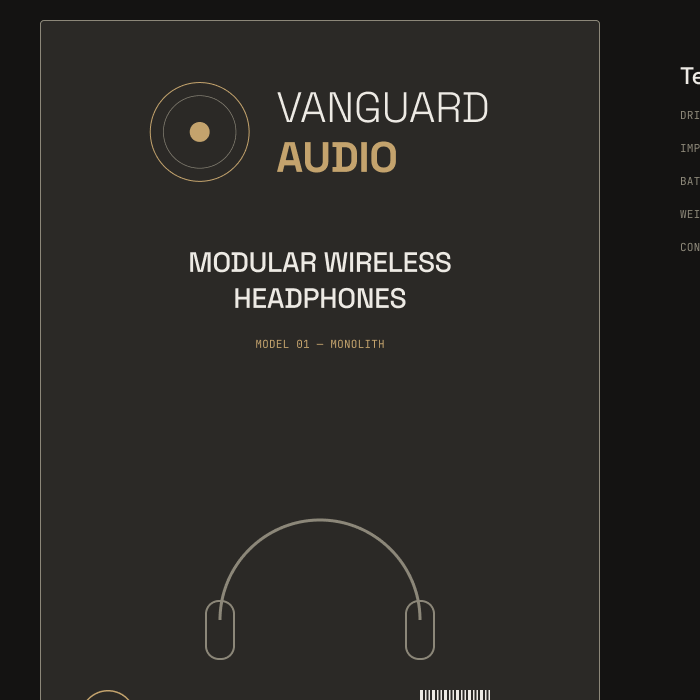 VANGUARD
AUDIO
MODULAR WIRELESS
HEADPHONES
MODEL 01 — MONOLITH